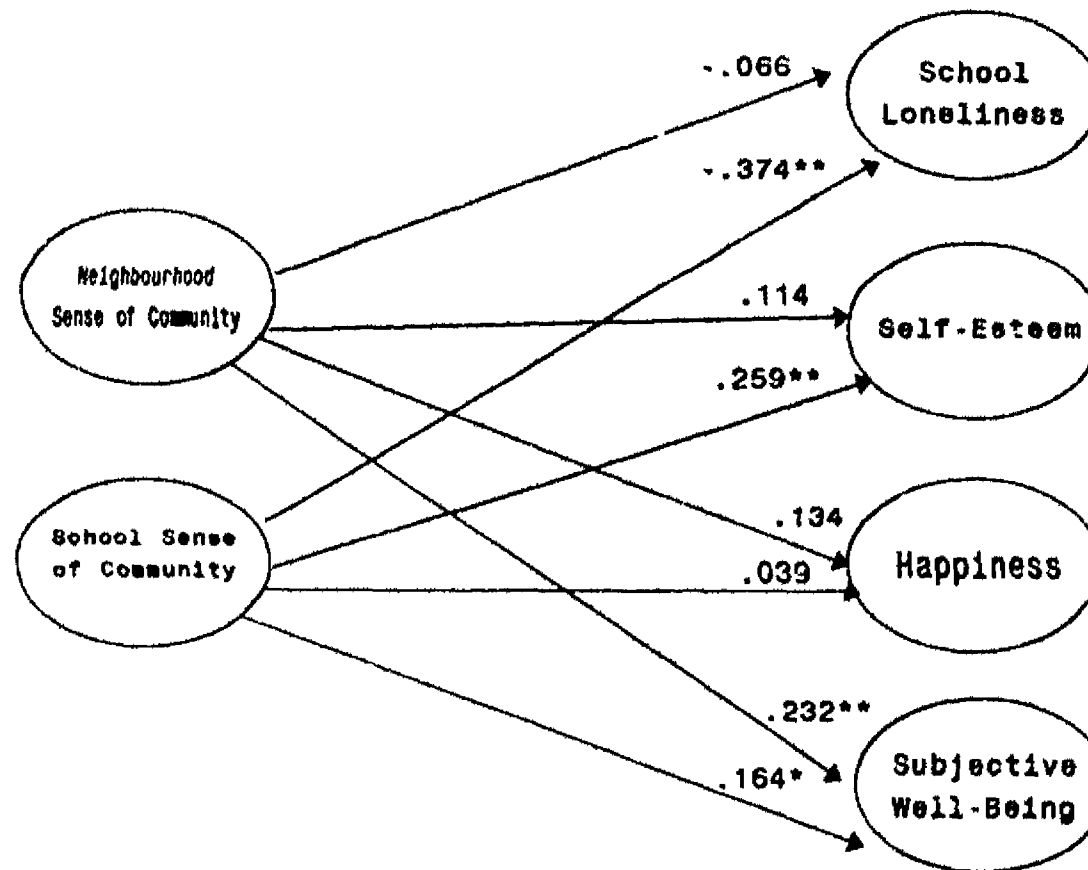 -.066
School
Loneliness
-.374**
Neighbourhood
Sense of Community
.114
Self-Esteem
.259**
School Sense
of Community
.134
Happiness
.039
.232**
Subjective
Well-Being
.164*